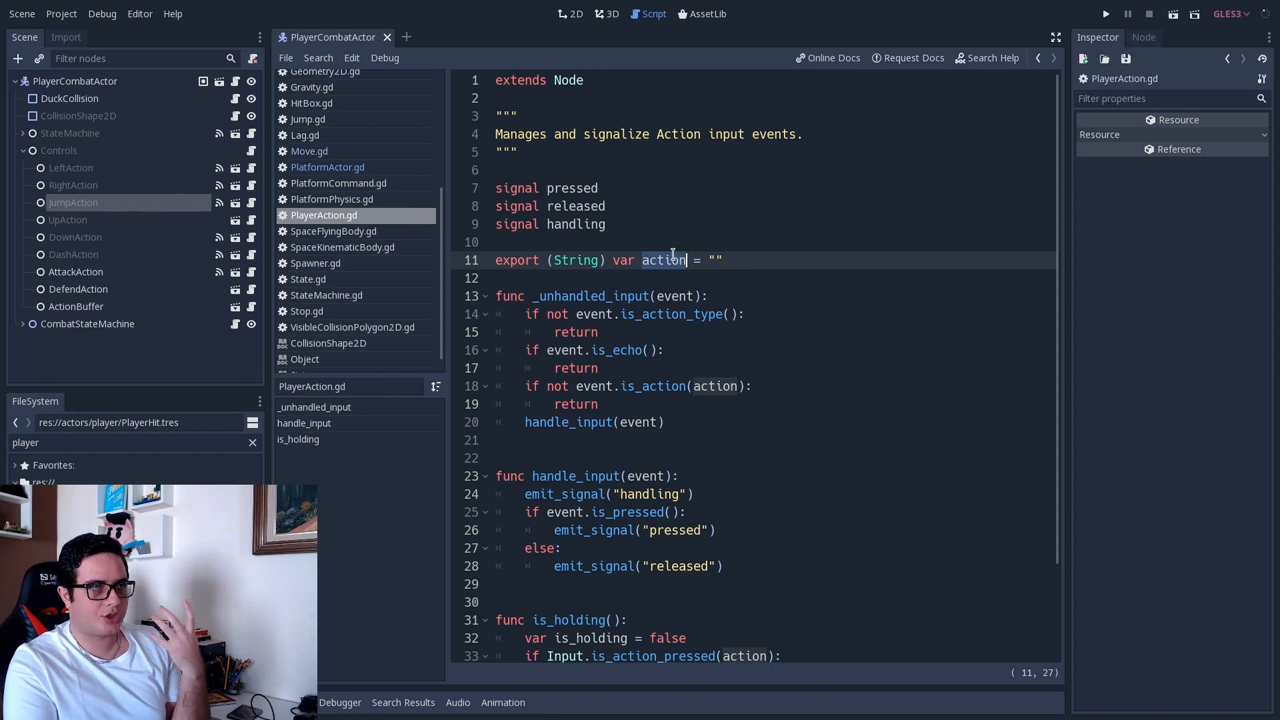 Scene Project Debug Editor Help
2D 3D Script AssetLib
GLES3
Scene Import
Filter nodes
PlayerCombatActor
DuckCollision
CollisionShape2D
StateMachine
Controls
LeftAction
RightAction
JumpAction
UpAction
DownAction
DashAction
AttackAction
DefendAction
ActionBuffer
CombatStateMachine
FileSystem
res://actors/player/PlayerHit.tres
player
Favorites:
res://
PlayerCombatActor
File Search Edit Debug
Online Docs Request Docs Search Help
Geometry2D.gd
Gravity.gd
HitBox.gd
Jump.gd
Lag.gd
Move.gd
PlatformActor.gd
PlatformCommand.gd
PlatformPhysics.gd
PlayerAction.gd
SpaceFlyingBody.gd
SpaceKinematicBody.gd
Spawner.gd
State.gd
StateMachine.gd
Stop.gd
VisibleCollisionPolygon2D.gd
CollisionShape2D
Object
PlayerAction.gd
_unhandled_input
handle_input
is_holding
1 extends Node
2
3 """
4 Manages and signalize Action input events.
5 """
6
7 signal pressed
8 signal released
9 signal handling
10
11 export (String) var action = ""
12
13 func _unhandled_input(event):
14 if not event.is_action_type():
15 return
16 if event.is_echo():
17 return
18 if not event.is_action(action):
19 return
20 handle_input(event)
21
22
23 func handle_input(event):
24 emit_signal("handling")
25 if event.is_pressed():
26 emit_signal("pressed")
27 else:
28 emit_signal("released")
29
30
31 func is_holding():
32 var is_holding = false
33 if Input.is_action_pressed(action):
( 11, 27)
Debugger Search Results Audio Animation
Inspector Node
PlayerAction.gd
Filter properties
Resource
Resource
Reference